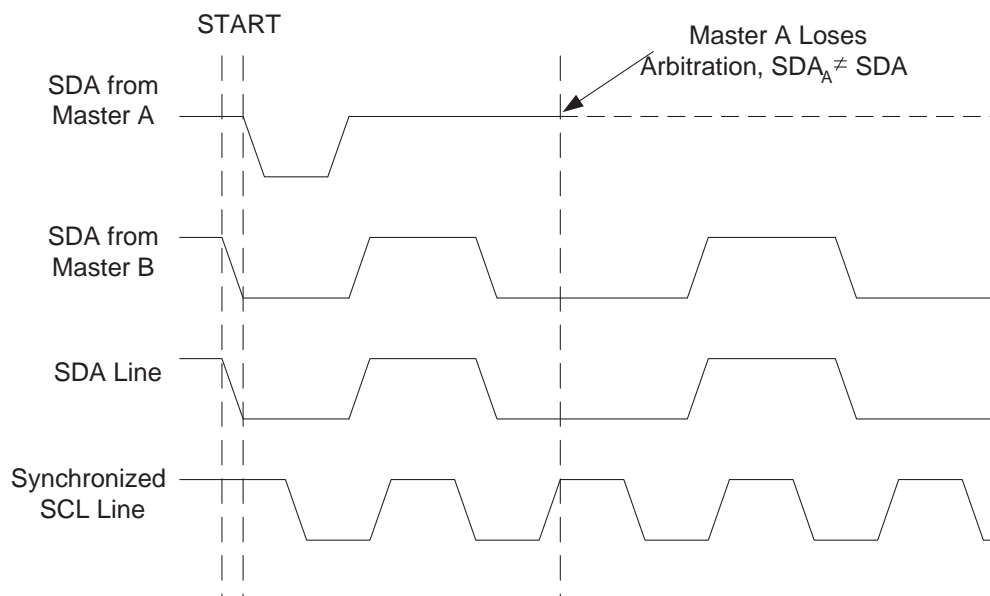 START
Master A Loses
Arbitration, SDA_A ≠ SDA
SDA from
Master A
SDA from
Master B
SDA Line
Synchronized
SCL Line